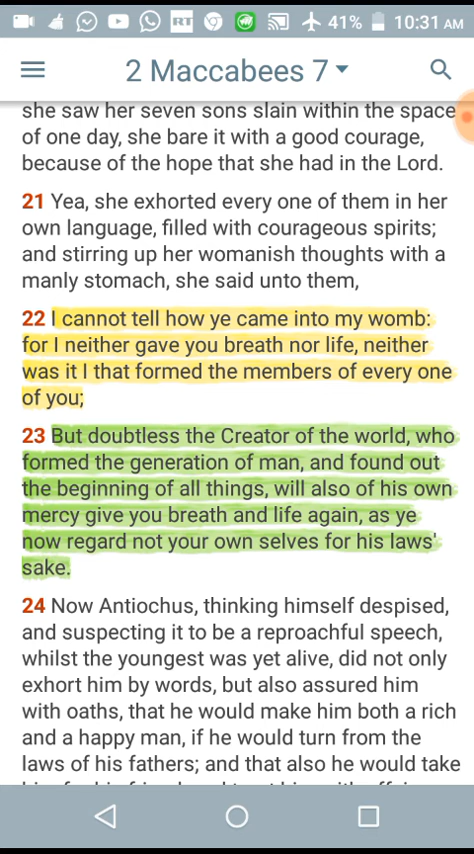 RT
41%
10:31 AM
2 Maccabees 7
she saw her seven sons slain within the space
of one day, she bare it with a good courage,
because of the hope that she had in the Lord.
21 Yea, she exhorted every one of them in her
own language, filled with courageous spirits;
and stirring up her womanish thoughts with a
manly stomach, she said unto them,
22 I cannot tell how ye came into my womb:
for I neither gave you breath nor life, neither
was it I that formed the members of every one
of you;
23 But doubtless the Creator of the world, who
formed the generation of man, and found out
the beginning of all things, will also of his own
mercy give you breath and life again, as ye
now regard not your own selves for his laws'
sake.
24 Now Antiochus, thinking himself despised,
and suspecting it to be a reproachful speech,
whilst the youngest was yet alive, did not only
exhort him by words, but also assured him
with oaths, that he would make him both a rich
and a happy man, if he would turn from the
laws of his fathers; and that also he would take